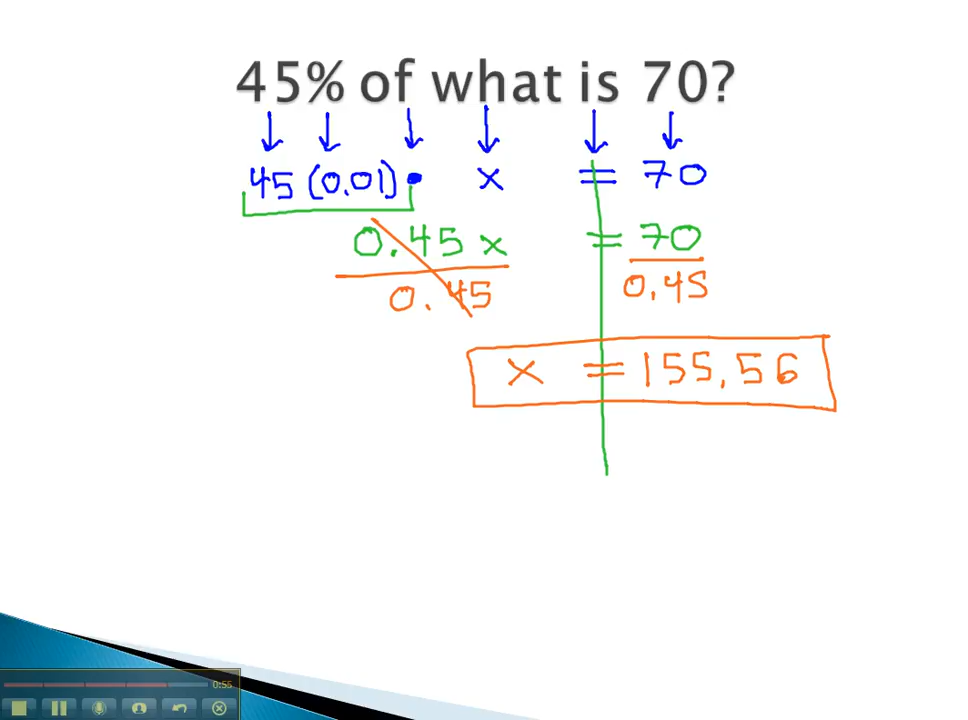 45% of what is 70?
45 (0.01) • x = 70
0.45 x = 70
0.45 0.45
x = 155.56
0:55